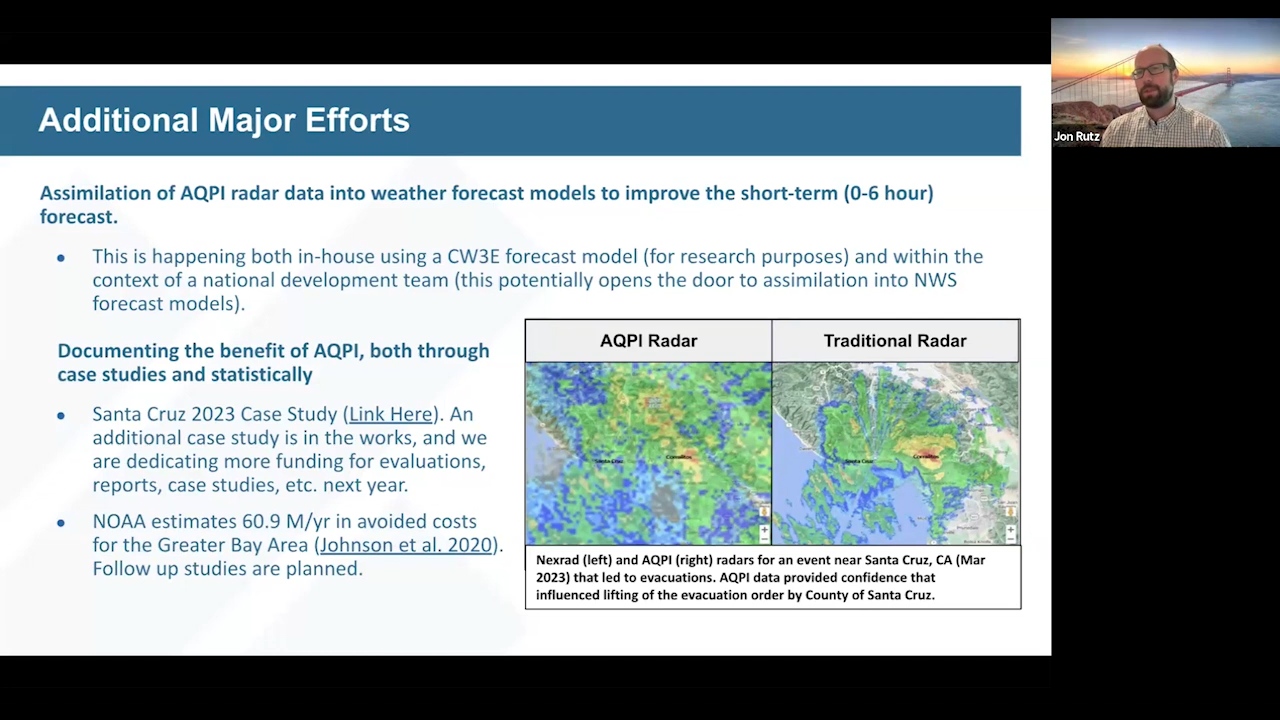 Additional Major Efforts
Jon Rutz
Assimilation of AQPI radar data into weather forecast models to improve the short-term (0-6 hour)
forecast.
• This is happening both in-house using a CW3E forecast model (for research purposes) and within the
context of a national development team (this potentially opens the door to assimilation into NWS
forecast models).
Documenting the benefit of AQPI, both through
case studies and statistically
• Santa Cruz 2023 Case Study (Link Here). An
additional case study is in the works, and we
are dedicating more funding for evaluations,
reports, case studies, etc. next year.
• NOAA estimates 60.9 M/yr in avoided costs
for the Greater Bay Area (Johnson et al. 2020).
Follow up studies are planned.
AQPI Radar
Traditional Radar
Santa Cruz
Corralitos
Santa Cruz
Corralitos
Nexrad (left) and AQPI (right) radars for an event near Santa Cruz, CA (Mar
2023) that led to evacuations. AQPI data provided confidence that
influenced lifting of the evacuation order by County of Santa Cruz.